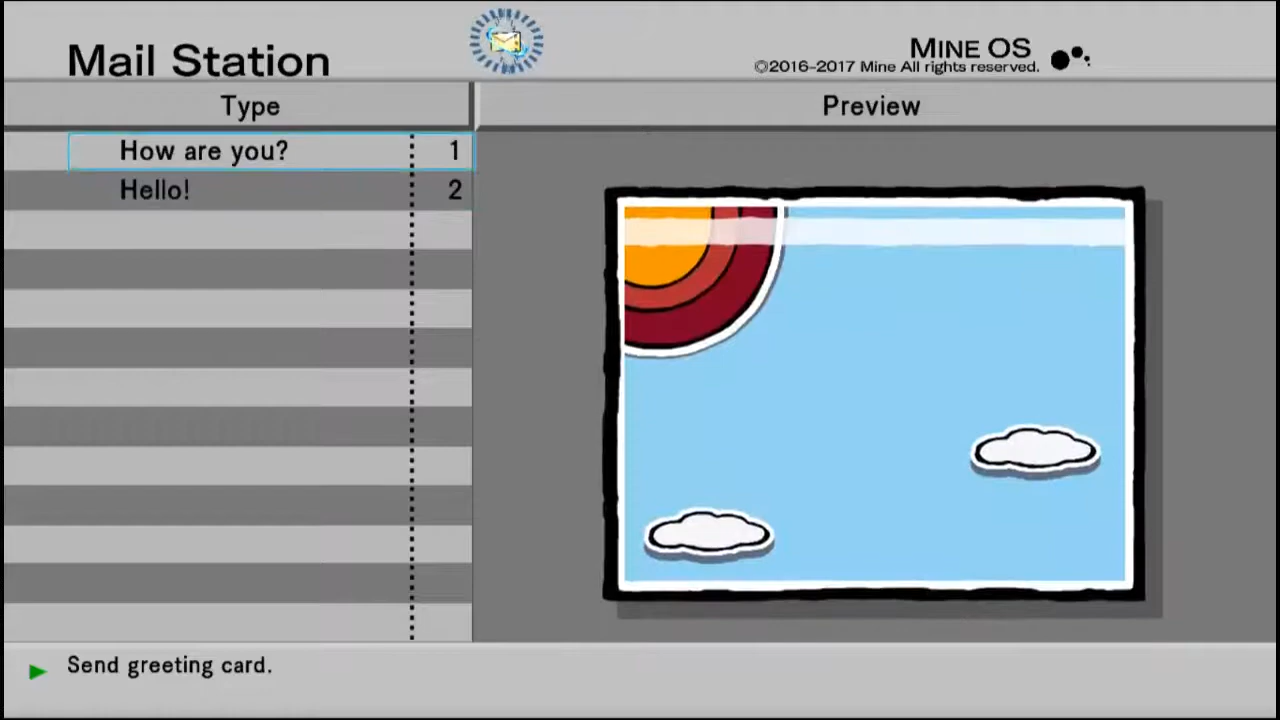 Mail Station
MINE OS
©2016-2017 Mine All rights reserved.
Type
Preview
How are you? 1
Hello! 2
Send greeting card.